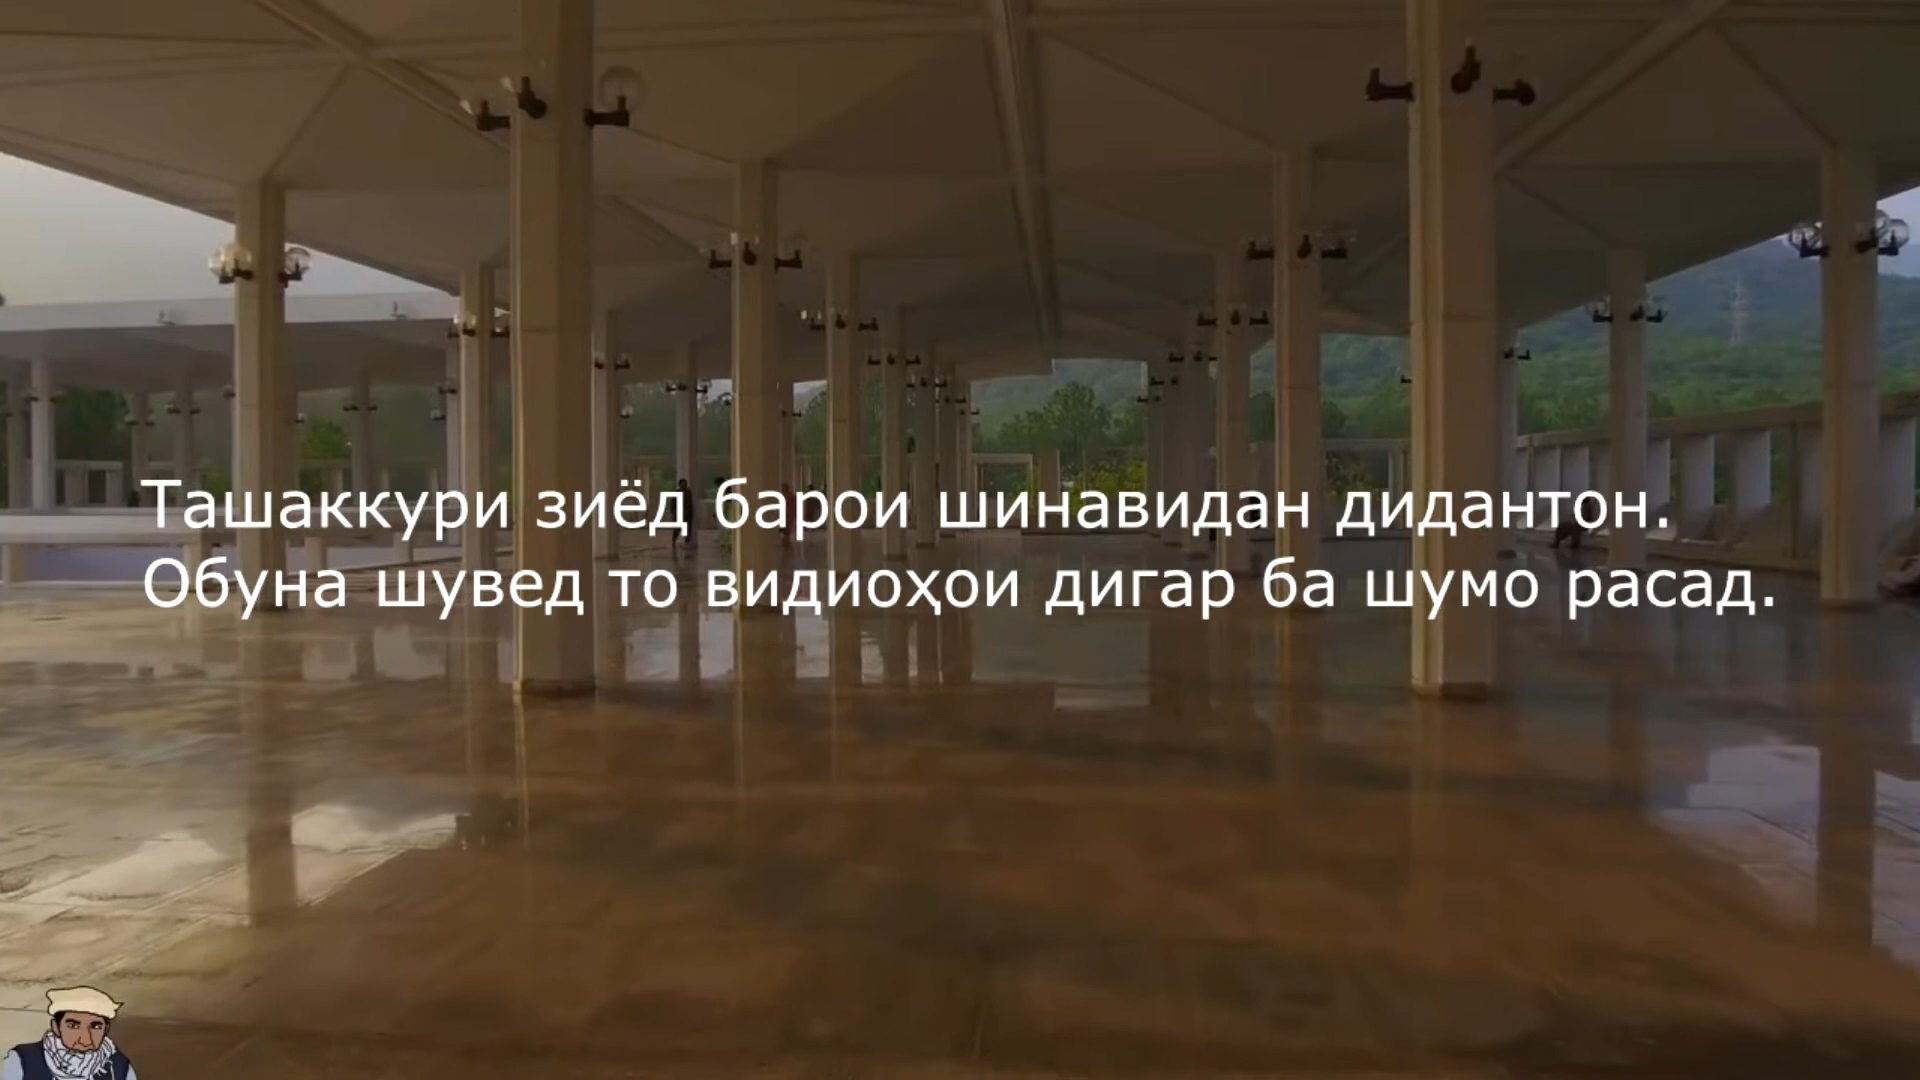 Ташаккури зиёд барои шинавидан дидантон.
Обуна шувед то видиоҳои дигар ба шумо расад.